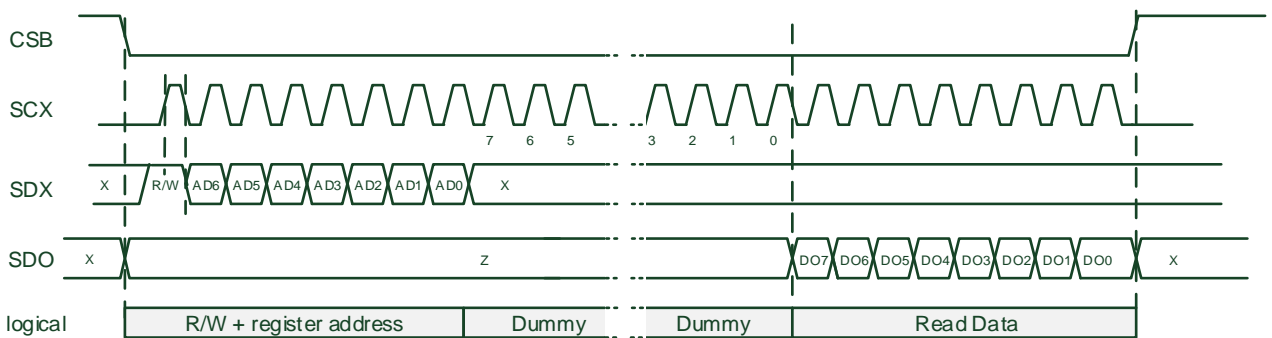 CSB
SCX
7 6 5 3 2 1 0
SDX X R/W AD6 AD5 AD4 AD3 AD2 AD1 AD0 X
SDO X Z DO7 DO6 DO5 DO4 DO3 DO2 DO1 DO0 X
logical R/W + register address Dummy Dummy Read Data